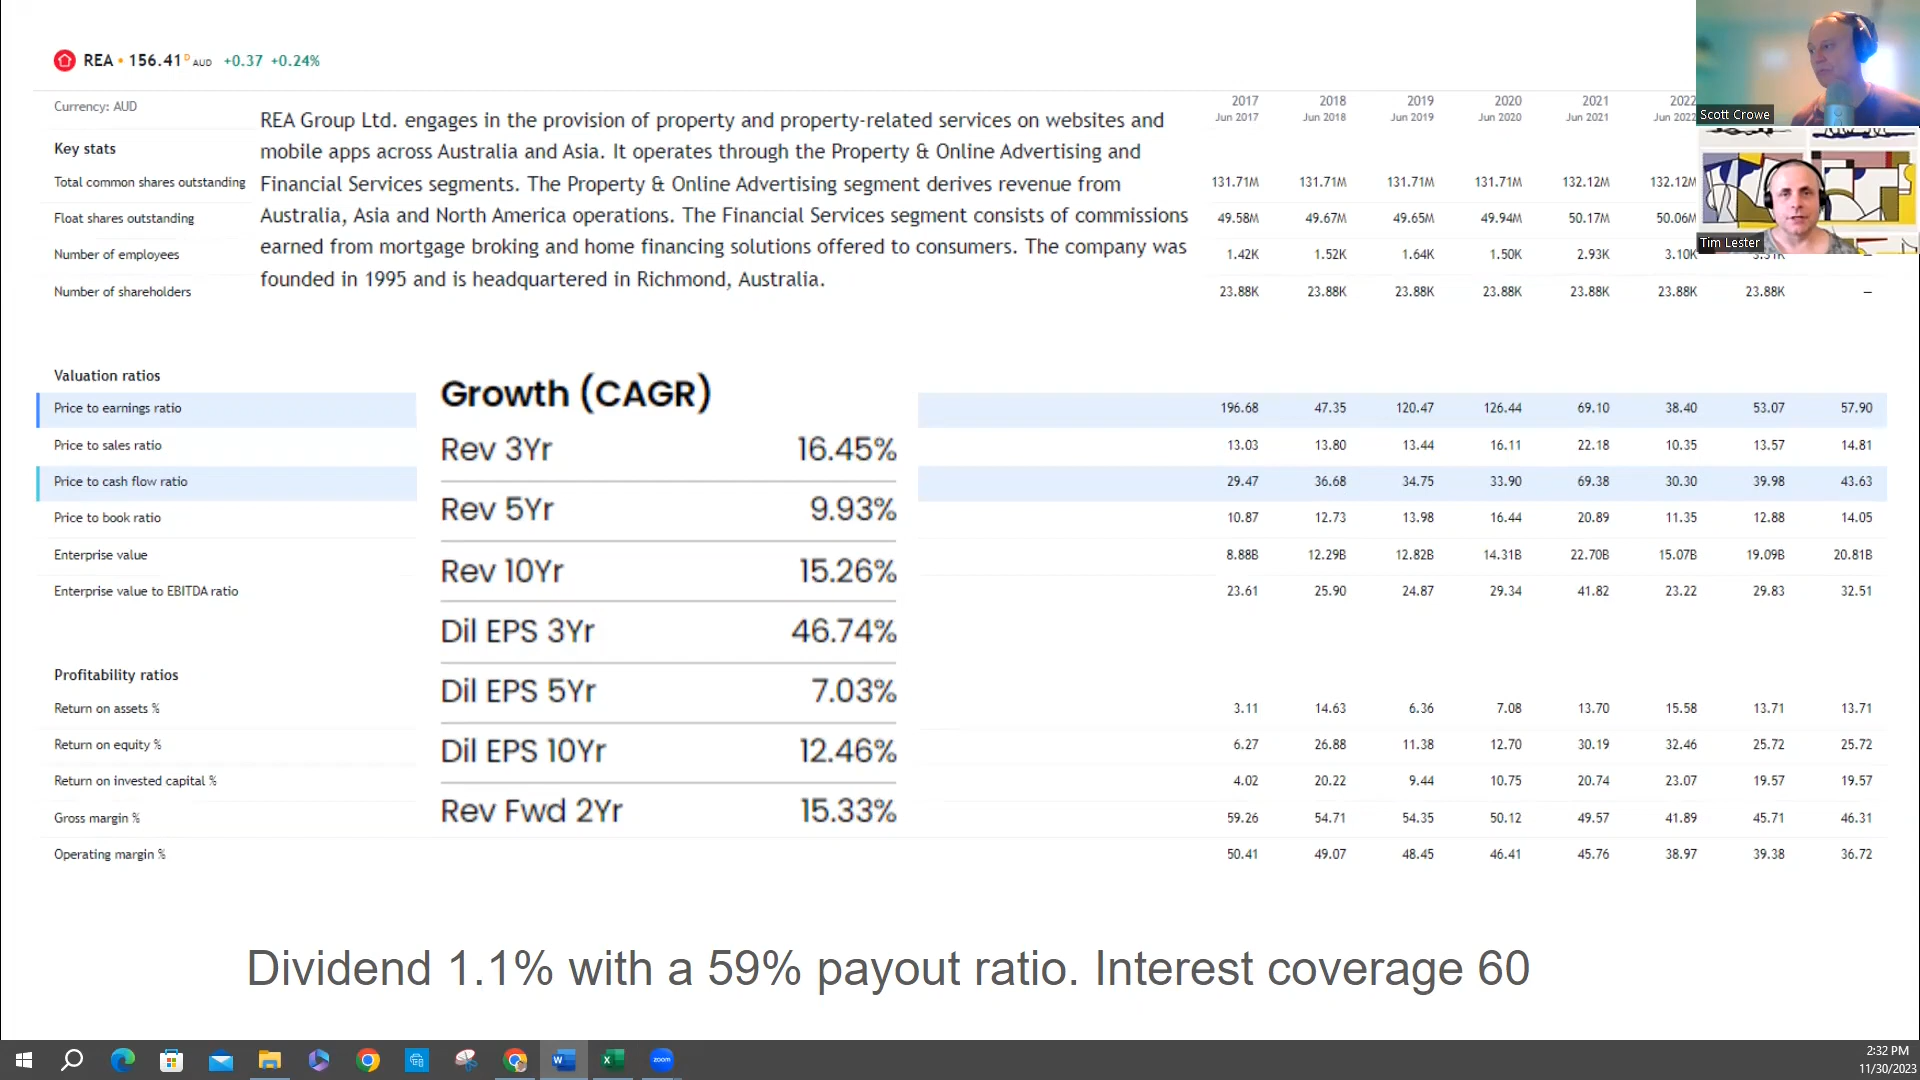 REA • 156.41 D AUD +0.37 +0.24%
Currency: AUD
2017 2018 2019 2020 2021 2022
Jun 2017 Jun 2018 Jun 2019 Jun 2020 Jun 2021 Jun 2022
REA Group Ltd. engages in the provision of property and property-related services on websites and
mobile apps across Australia and Asia. It operates through the Property & Online Advertising and
Financial Services segments. The Property & Online Advertising segment derives revenue from
Australia, Asia and North America operations. The Financial Services segment consists of commissions
earned from mortgage broking and home financing solutions offered to consumers. The company was
founded in 1995 and is headquartered in Richmond, Australia.
Key stats
Total common shares outstanding 131.71M 131.71M 131.71M 131.71M 132.12M 132.12M
Float shares outstanding 49.58M 49.67M 49.65M 49.94M 50.17M 50.06M
Number of employees 1.42K 1.52K 1.64K 1.50K 2.93K 3.10K
Number of shareholders 23.88K 23.88K 23.88K 23.88K 23.88K 23.88K 23.88K —
Scott Crowe
Tim Lester
Valuation ratios
Price to earnings ratio 196.68 47.35 120.47 126.44 69.10 38.40 53.07 57.90
Price to sales ratio 13.03 13.80 13.44 16.11 22.18 10.35 13.57 14.81
Price to cash flow ratio 29.47 36.68 34.75 33.90 69.38 30.30 39.98 43.63
Price to book ratio 10.87 12.73 13.98 16.44 20.89 11.35 12.88 14.05
Enterprise value 8.88B 12.29B 12.82B 14.31B 22.70B 15.07B 19.09B 20.81B
Enterprise value to EBITDA ratio 23.61 25.90 24.87 29.34 41.82 23.22 29.83 32.51
Growth (CAGR)
Rev 3Yr 16.45%
Rev 5Yr 9.93%
Rev 10Yr 15.26%
Dil EPS 3Yr 46.74%
Dil EPS 5Yr 7.03%
Dil EPS 10Yr 12.46%
Rev Fwd 2Yr 15.33%
Profitability ratios
Return on assets % 3.11 14.63 6.36 7.08 13.70 15.58 13.71 13.71
Return on equity % 6.27 26.88 11.38 12.70 30.19 32.46 25.72 25.72
Return on invested capital % 4.02 20.22 9.44 10.75 20.74 23.07 19.57 19.57
Gross margin % 59.26 54.71 54.35 50.12 49.57 41.89 45.71 46.31
Operating margin % 50.41 49.07 48.45 46.41 45.76 38.97 39.38 36.72
Dividend 1.1% with a 59% payout ratio. Interest coverage 60
zoom
2:32 PM
11/30/2023